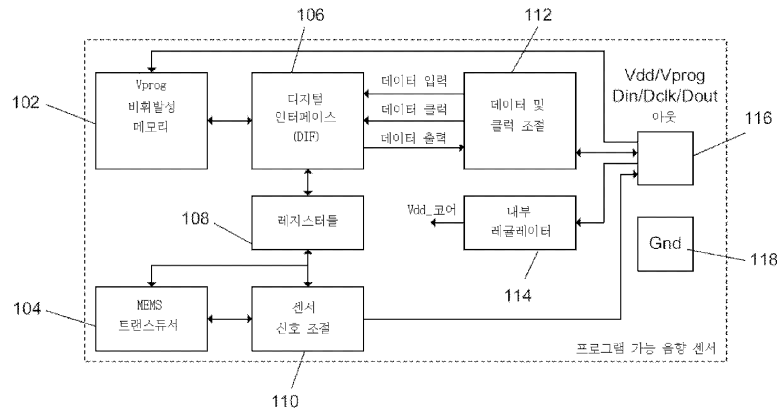 106
112
102
Vprog
비휘발성
메모리
디지털
인터페이스
(DIF)
데이터 입력
데이터 클럭
데이터 출력
데이터 및
클럭 조절
Vdd/Vprog
Din/Dclk/Dout
아웃
116
108
레지스터들
Vdd_코어
내부
레귤레이터
114
Gnd
118
104
MEMS
트랜스듀서
센서
신호 조절
110
프로그램 가능 음향 센서